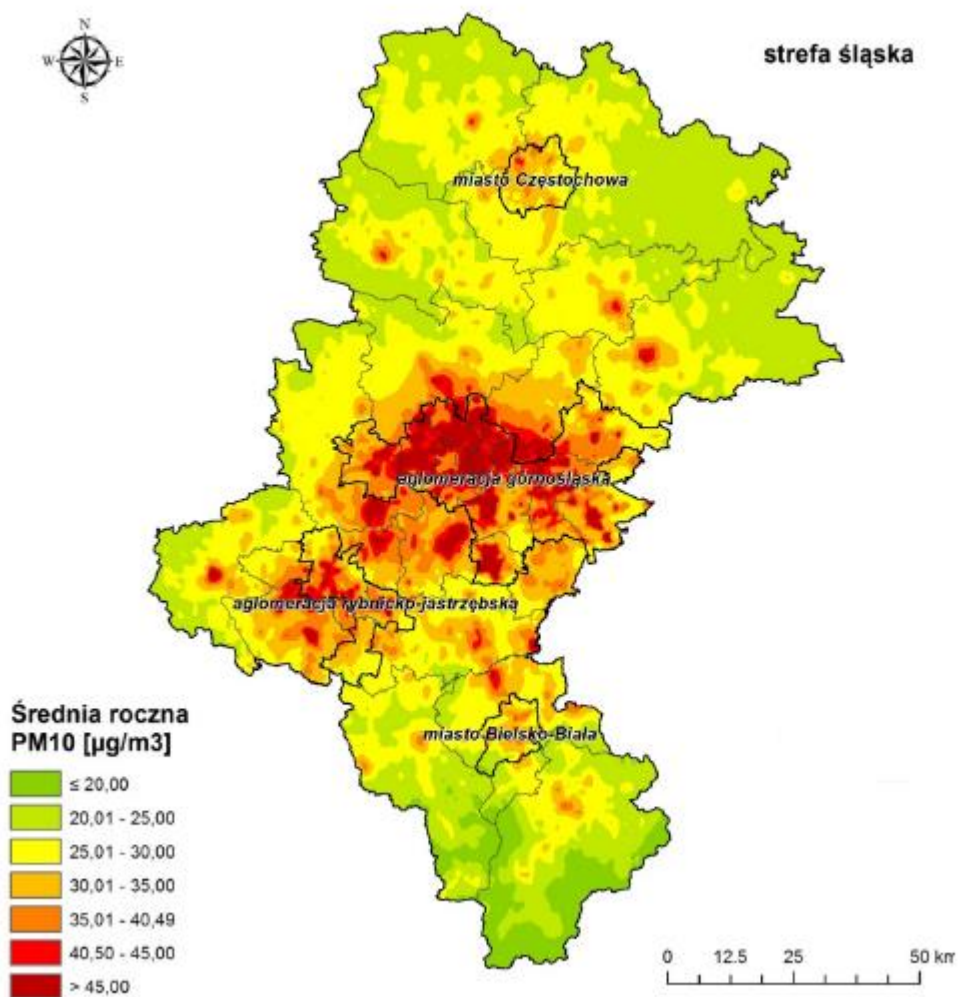 N
W E
S
strefa śląska
miasto Częstochowa
aglomeracja górnośląska
aglomeracja rybnicko-jastrzębska
miasto Bielsko-Biała
Średnia roczna
PM10 [µg/m3]
≤ 20,00
20,01 - 25,00
25,01 - 30,00
30,01 - 35,00
35,01 - 40,49
40,50 - 45,00
> 45,00
0 12.5 25 50 km